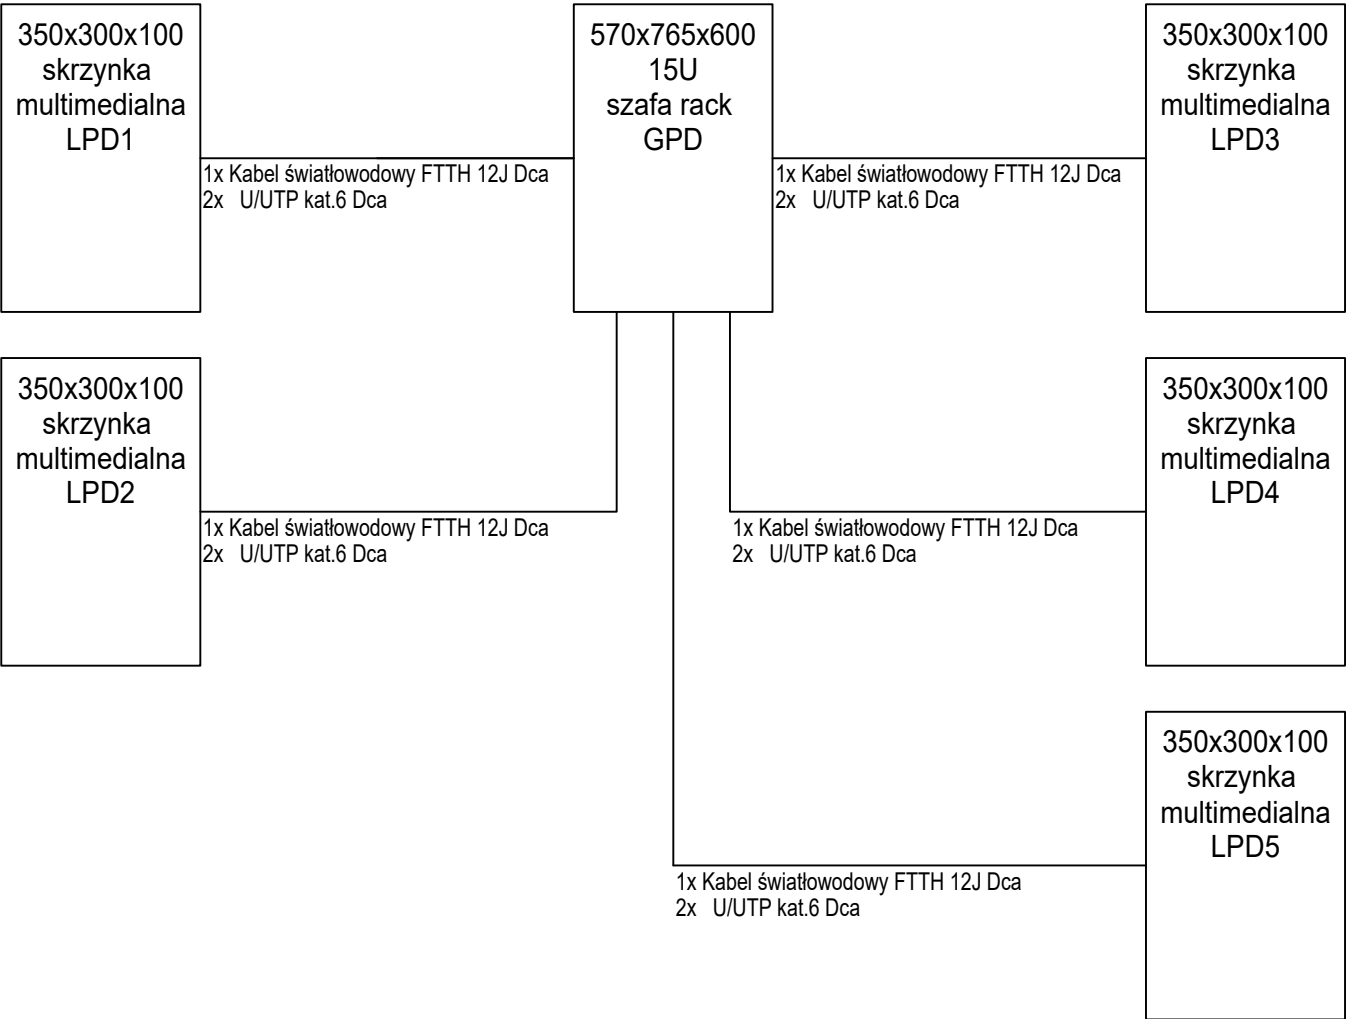 350x300x100
skrzynka
multimedialna
LPD1
570x765x600
15U
szafa rack
GPD
350x300x100
skrzynka
multimedialna
LPD3
1x Kabel światłowodowy FTTH 12J Dca
2x U/UTP kat.6 Dca
1x Kabel światłowodowy FTTH 12J Dca
2x U/UTP kat.6 Dca
350x300x100
skrzynka
multimedialna
LPD2
350x300x100
skrzynka
multimedialna
LPD4
1x Kabel światłowodowy FTTH 12J Dca
2x U/UTP kat.6 Dca
1x Kabel światłowodowy FTTH 12J Dca
2x U/UTP kat.6 Dca
350x300x100
skrzynka
multimedialna
LPD5
1x Kabel światłowodowy FTTH 12J Dca
2x U/UTP kat.6 Dca